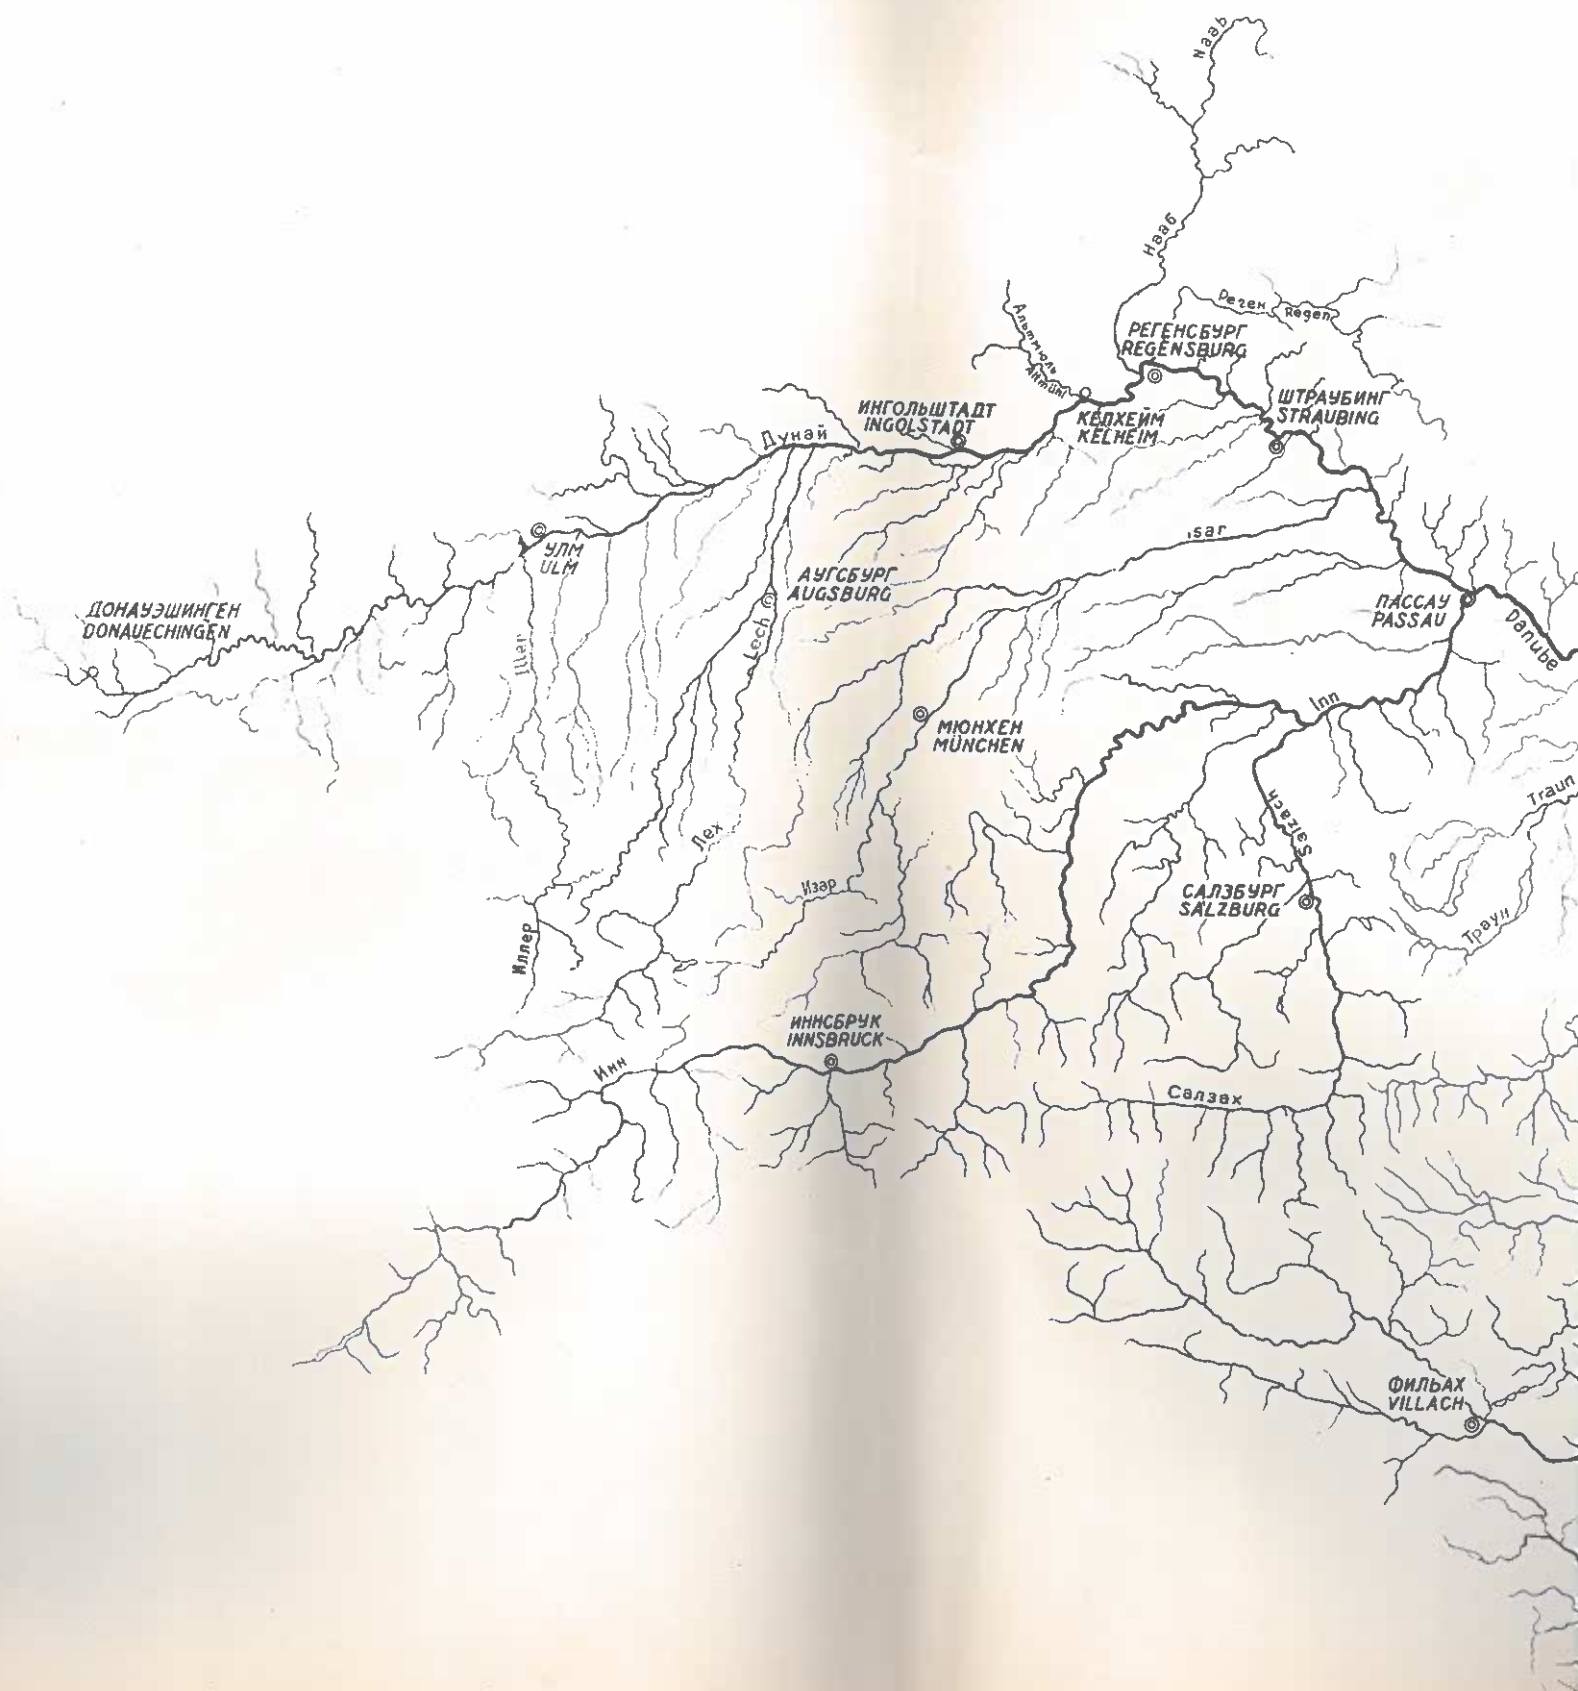 Naab
Нааб
Реген
Regen
Альтмюль
Altmühl
РЕГЕНСБУРГ
REGENSBURG
ИНГОЛЬШТАДТ
INGOLSTADT
КЕЛХЕЙМ
KELHEIM
ШТРАУБИНГ
STRAUBING
Дунай
УЛМ
ULM
isar
АУГСБУРГ
AUGSBURG
ДОНАУЭШИНГЕН
DONAUECHINGEN
ПАССАУ
PASSAU
Danube
Iller
Lech
Inn
МЮНХЕН
MÜNCHEN
Traun
Salzach
Лех
Изар
САЛЗБУРГ
SALZBURG
Траун
Иллер
ИННСБРУК
INNSBRUCK
Инн
Салзах
ФИЛЬАХ
VILLACH